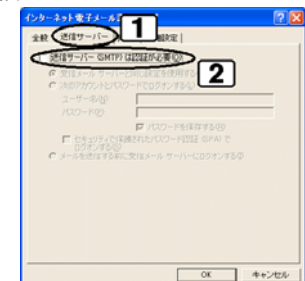 インターネット電子メール
1
全般 送信サーバー 設定
送信サーバー (SMTP) は認証が必要(O)
2
受信メール サーバーと同じ設定を使用する
次のアカウントとパスワードでログオンする(L)
ユーザー名(N):
パスワード(P):
パスワードを保存する(R)
セキュリティで保護されたパスワード認証 (SPA) で
ログオンする(S)
メールを送信する前に受信メール サーバーにログオンする(I)
OK キャンセル